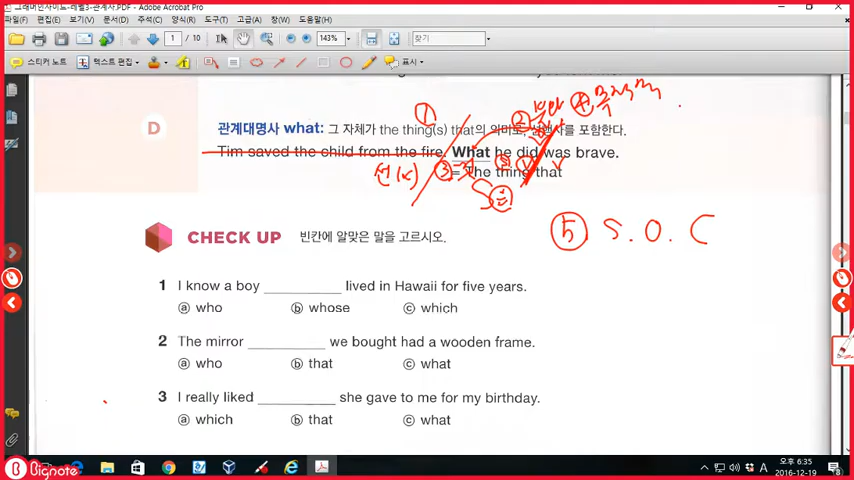 그래머인사이트-레벨3-관계사.PDF - Adobe Acrobat Pro
파일(F) 편집(E) 보기(V) 문서(D) 주석(C) 양식(R) 도구(T) 고급(A) 창(W) 도움말(H)
1 / 10 143% 찾기
스티커 노트 텍스트 편집 표시
①
② ④
D 관계대명사 what: 그 자체가 the thing(s) that의 의미로, 선행사를 포함한다.
Tim saved the child from the fire. What he did was brave.
선(x) ③ = The thing that
⑤ S. O. C
CHECK UP 빈칸에 알맞은 말을 고르시오.
1 I know a boy __________ lived in Hawaii for five years.
ⓐ who ⓑ whose ⓒ which
2 The mirror __________ we bought had a wooden frame.
ⓐ who ⓑ that ⓒ what
3 I really liked __________ she gave to me for my birthday.
ⓐ which ⓑ that ⓒ what
Bignote
A 오후 6:35
2016-12-19